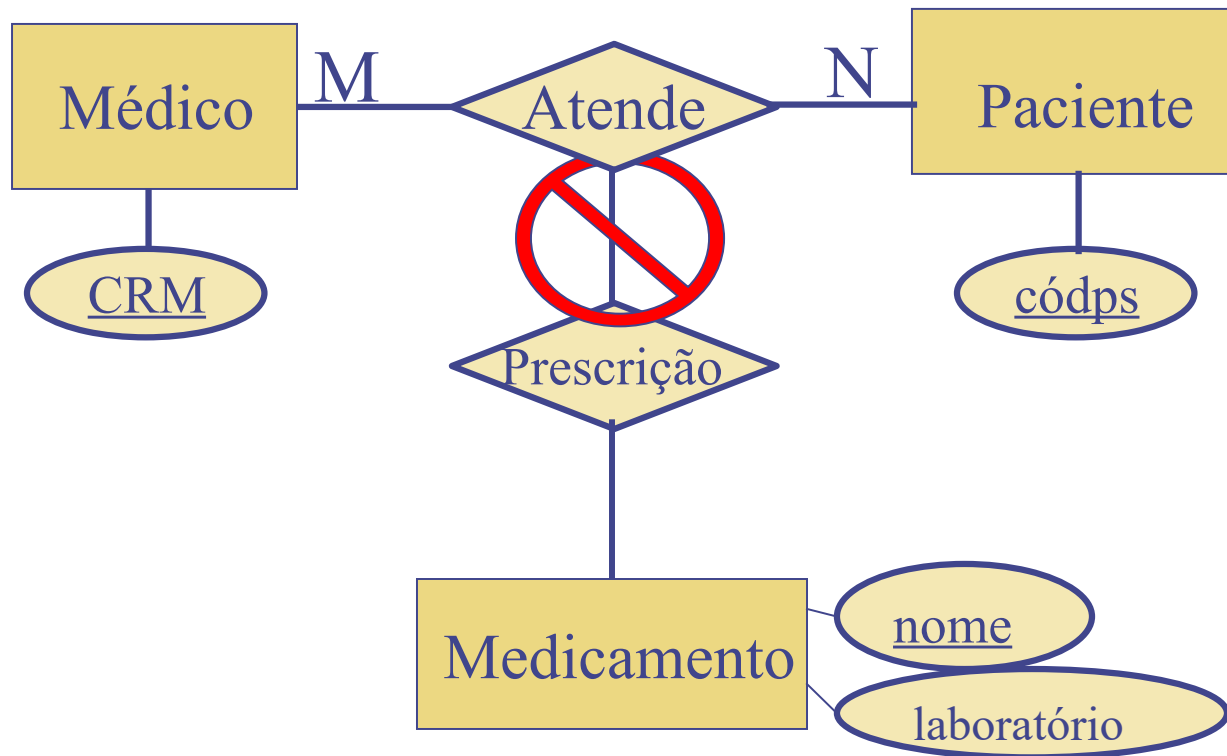 Médico
M
Atende
N
Paciente
CRM
códps
Prescrição
Medicamento
nome
laboratório